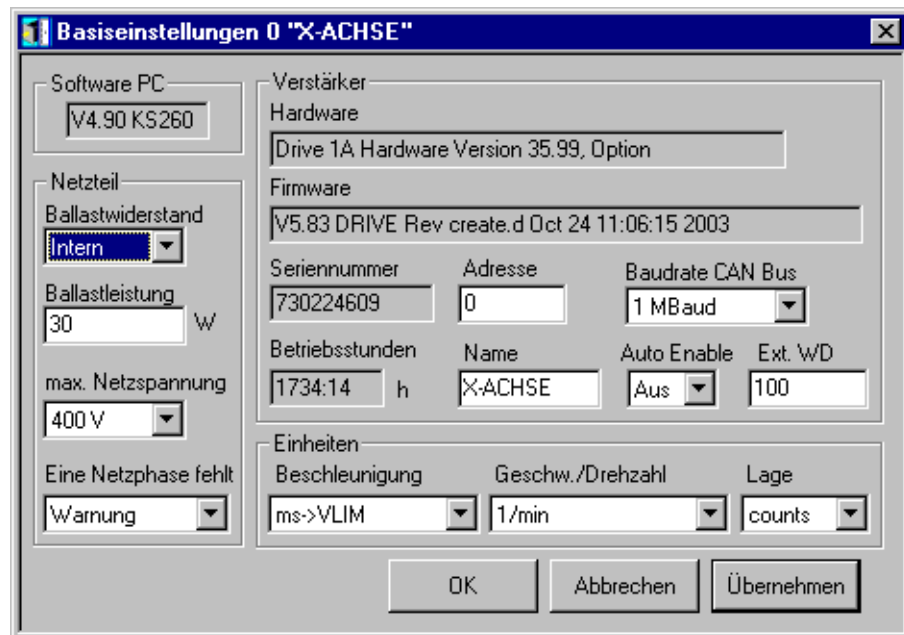 Basiseinstellungen 0 "X-ACHSE"
Software PC
V4.90 KS260
Netzteil
Ballastwiderstand
Intern
Ballastleistung
30 W
max. Netzspannung
400 V
Eine Netzphase fehlt
Warnung
Verstärker
Hardware
Drive 1A Hardware Version 35.99, Option
Firmware
V5.83 DRIVE Rev create.d Oct 24 11:06:15 2003
Seriennummer Adresse Baudrate CAN Bus
730224609 0 1 MBaud
Betriebsstunden Name Auto Enable Ext. WD
1734:14 h X-ACHSE Aus 100
Einheiten
Beschleunigung Geschw./Drehzahl Lage
ms->VLIM 1/min counts
OK Abbrechen Übernehmen